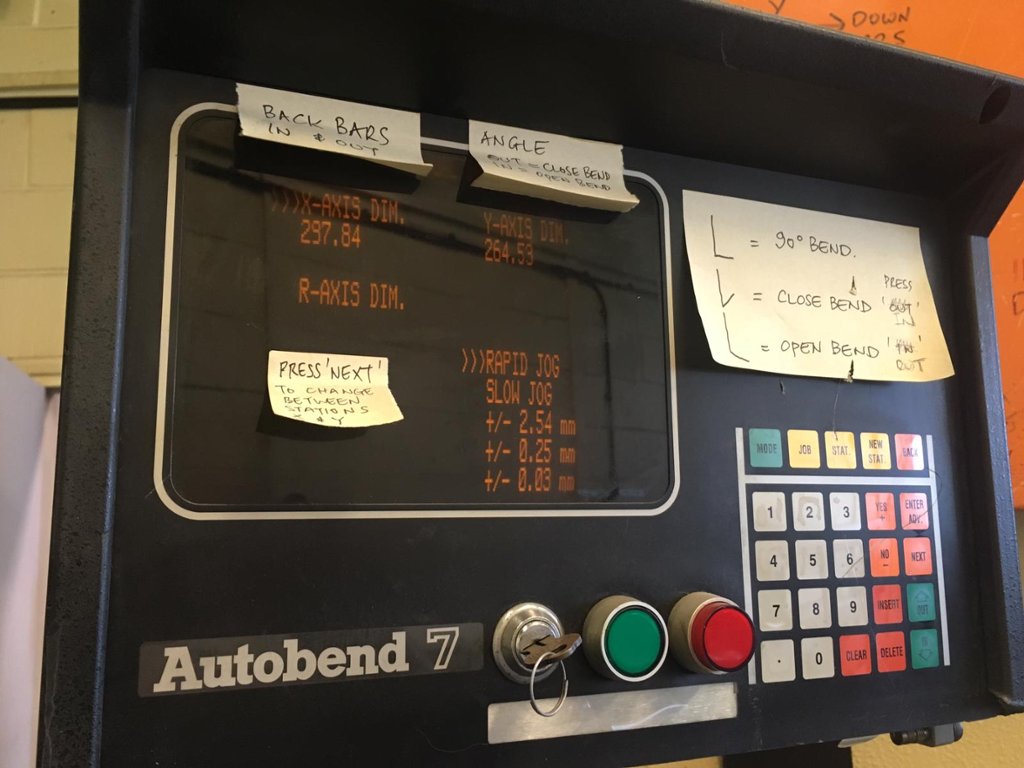 DOWN
BACK BARS
IN & OUT
ANGLE
OUT = CLOSE BEND
IN = OPEN BEND
>>>X-AXIS DIM.
297.84
Y-AXIS DIM.
264.53
R-AXIS DIM.
PRESS 'NEXT'
TO CHANGE
BETWEEN
STATIONS
X & Y
>>>RAPID JOG
SLOW JOG
+/- 2.54 mm
+/- 0.25 mm
+/- 0.03 mm
= 90° BEND.
PRESS
= CLOSE BEND 'OUT'
IN
= OPEN BEND 'IN'
OUT
MODE JOB STAT. NEW STAT BACK
1 2 3 YES + ENTER ADV.
4 5 6 NO - NEXT
7 8 9 INSERT OUT
. 0 CLEAR DELETE
Autobend 7